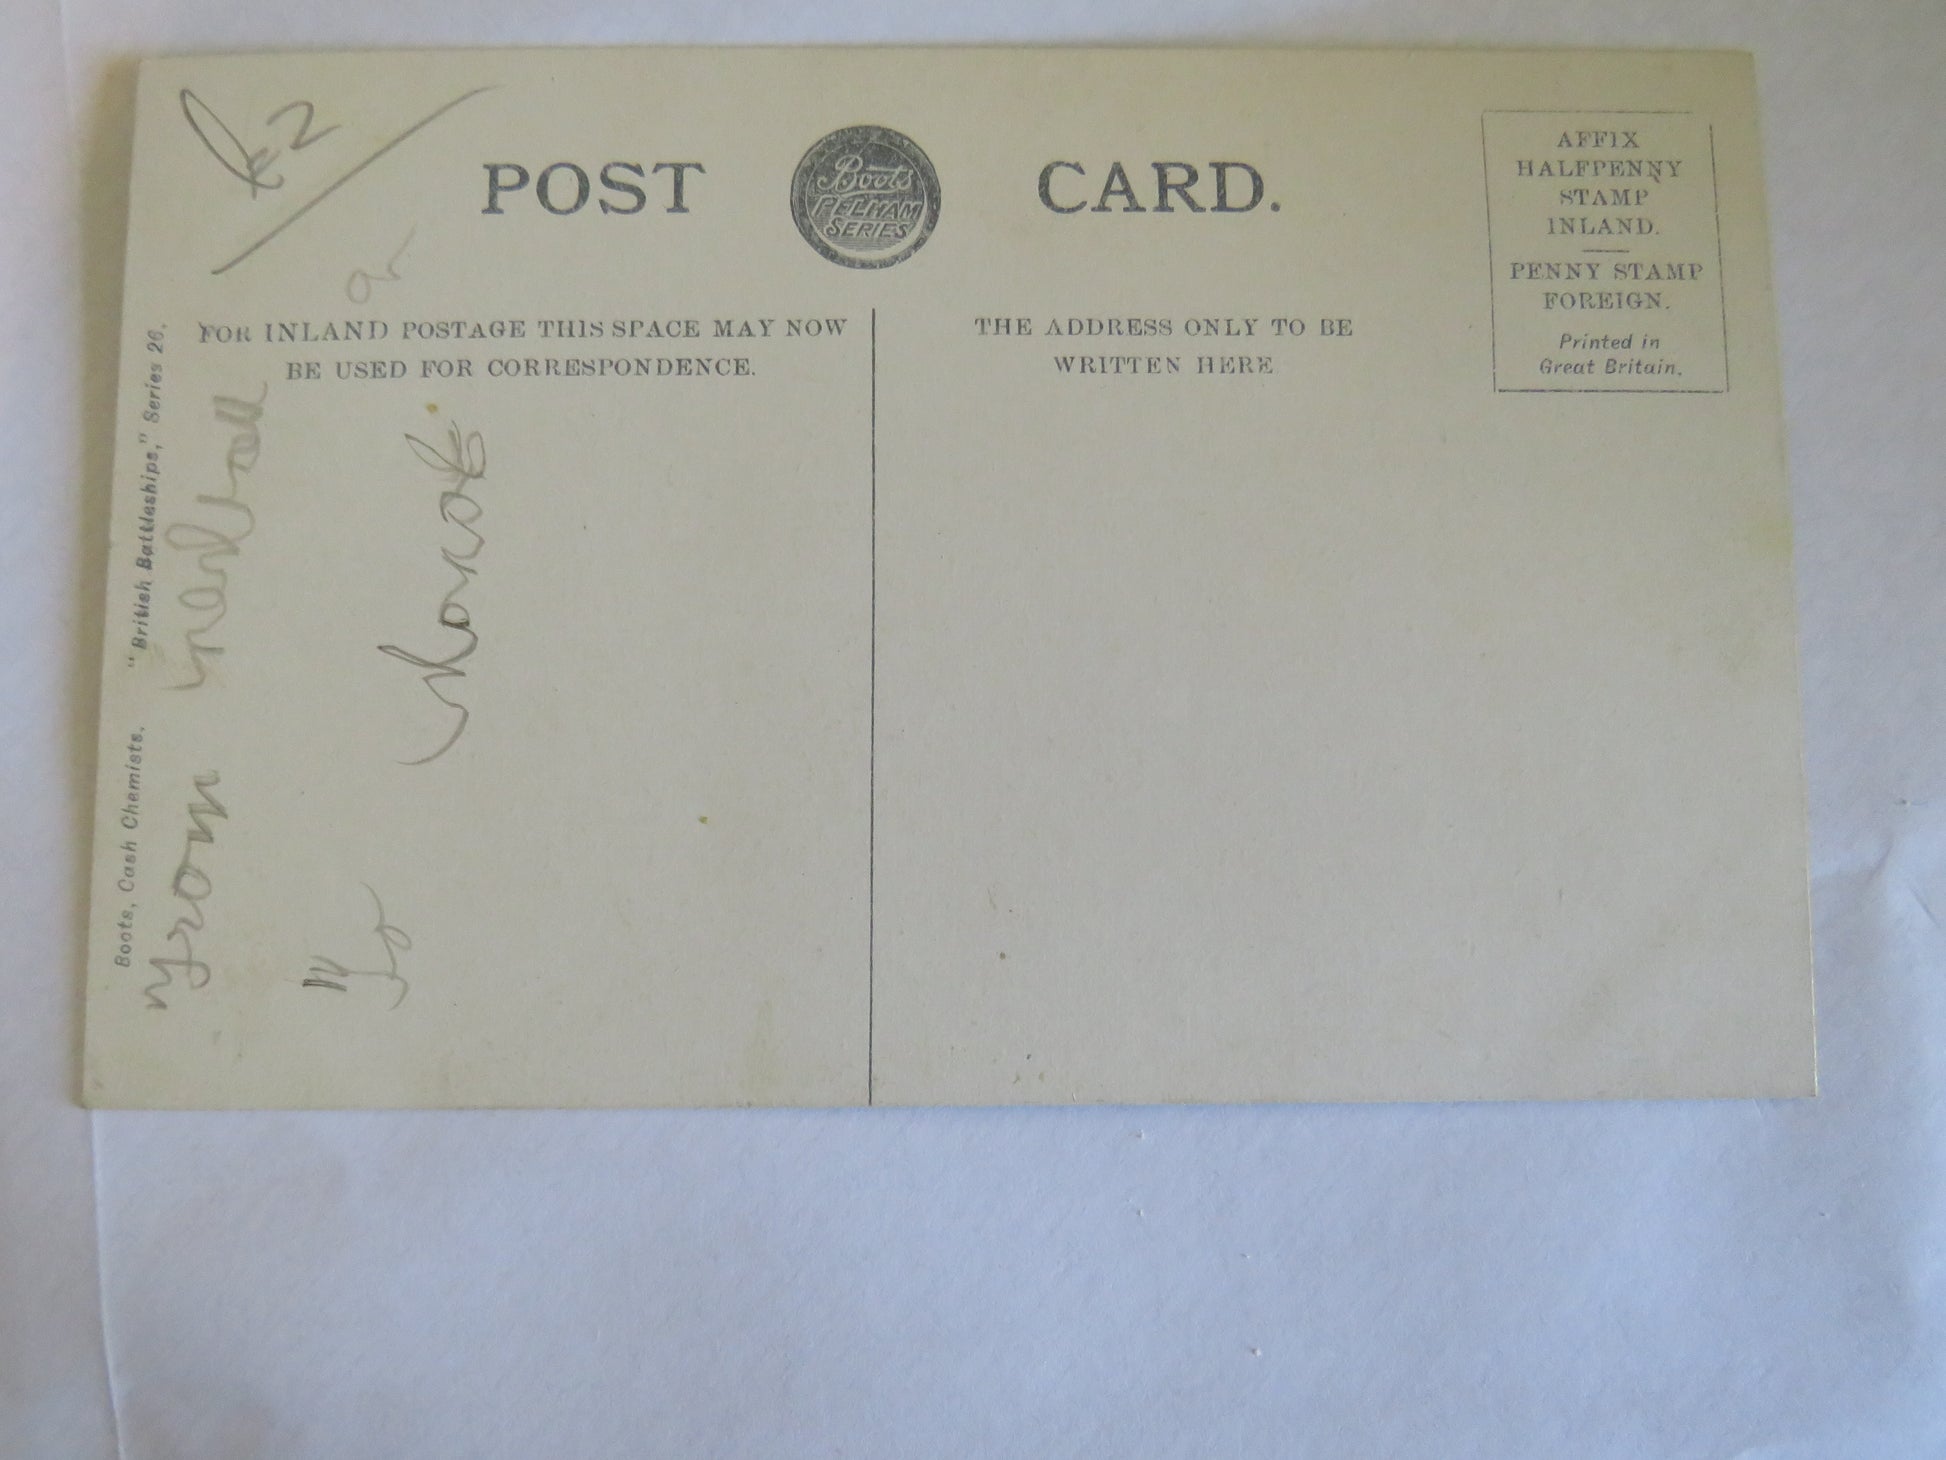 POST CARD.
Boots
PELHAM
SERIES
AFFIX
HALFPENNY
STAMP
INLAND.
PENNY STAMP
FOREIGN.
Printed in
Great Britain.
FOR INLAND POSTAGE THIS SPACE MAY NOW
BE USED FOR CORRESPONDENCE.
THE ADDRESS ONLY TO BE
WRITTEN HERE
Boots, Cash Chemists. "British Battleships," Series 26.
from
To